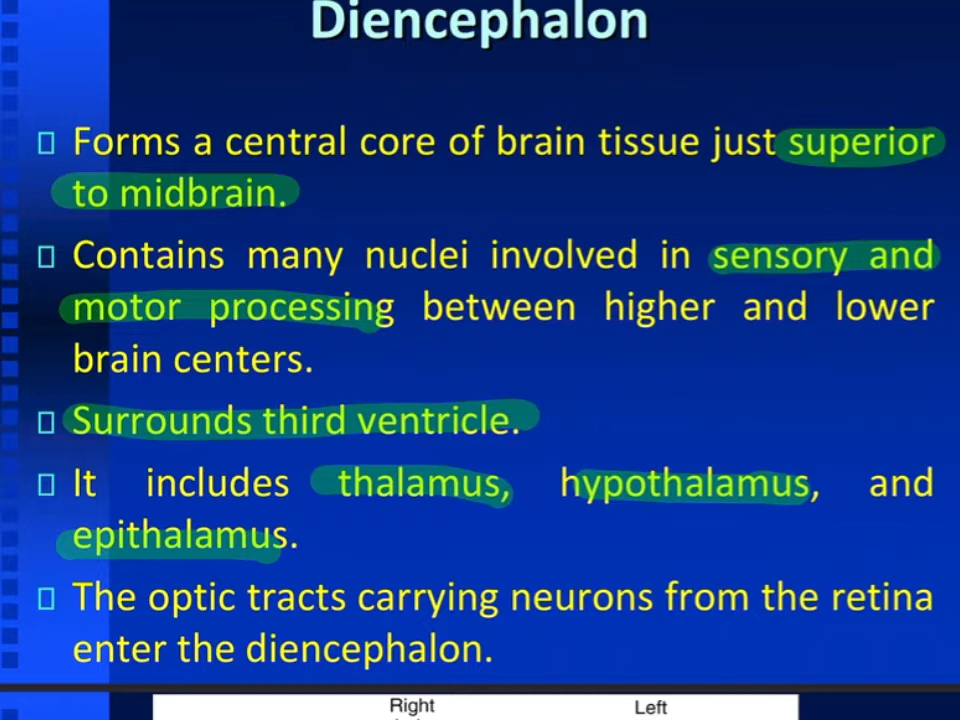 Diencephalon
Forms a central core of brain tissue just superior
to midbrain.
Contains many nuclei involved in sensory and
motor processing between higher and lower
brain centers.
Surrounds third ventricle.
It includes thalamus, hypothalamus, and
epithalamus.
The optic tracts carrying neurons from the retina
enter the diencephalon.
Right Left